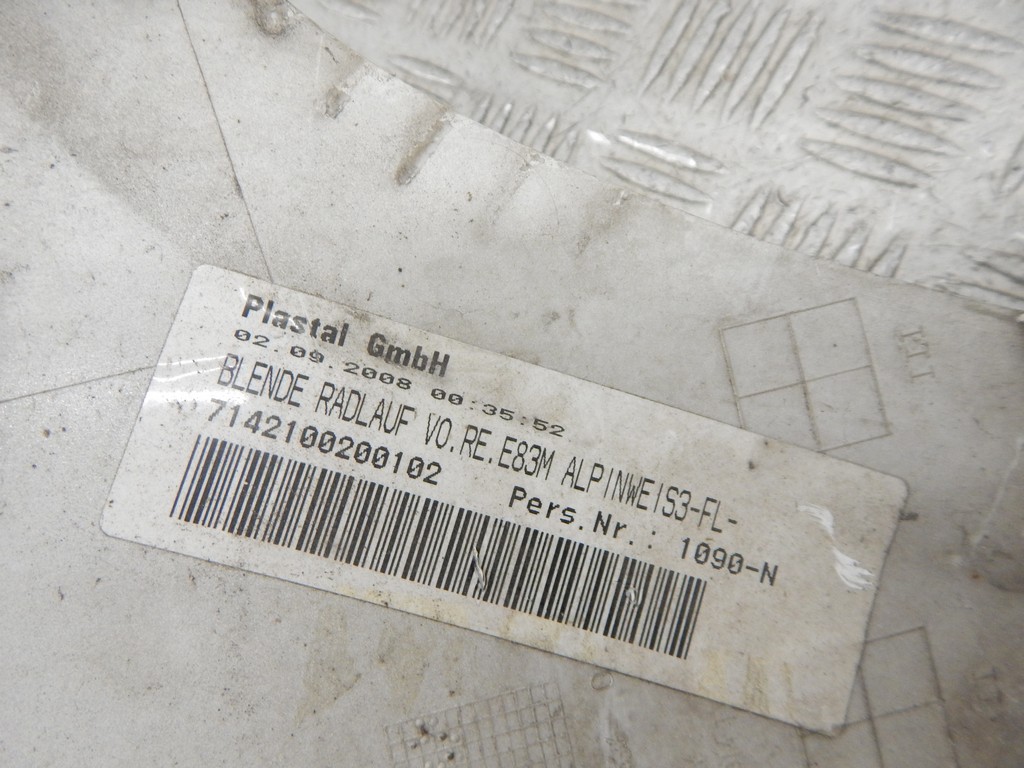 Plastal GmbH
02.09.2008 00:35:52
BLENDE RADLAUF VO.RE.E83M ALPINWEIS3-FL-
7142100200102 Pers.Nr.: 1090-N